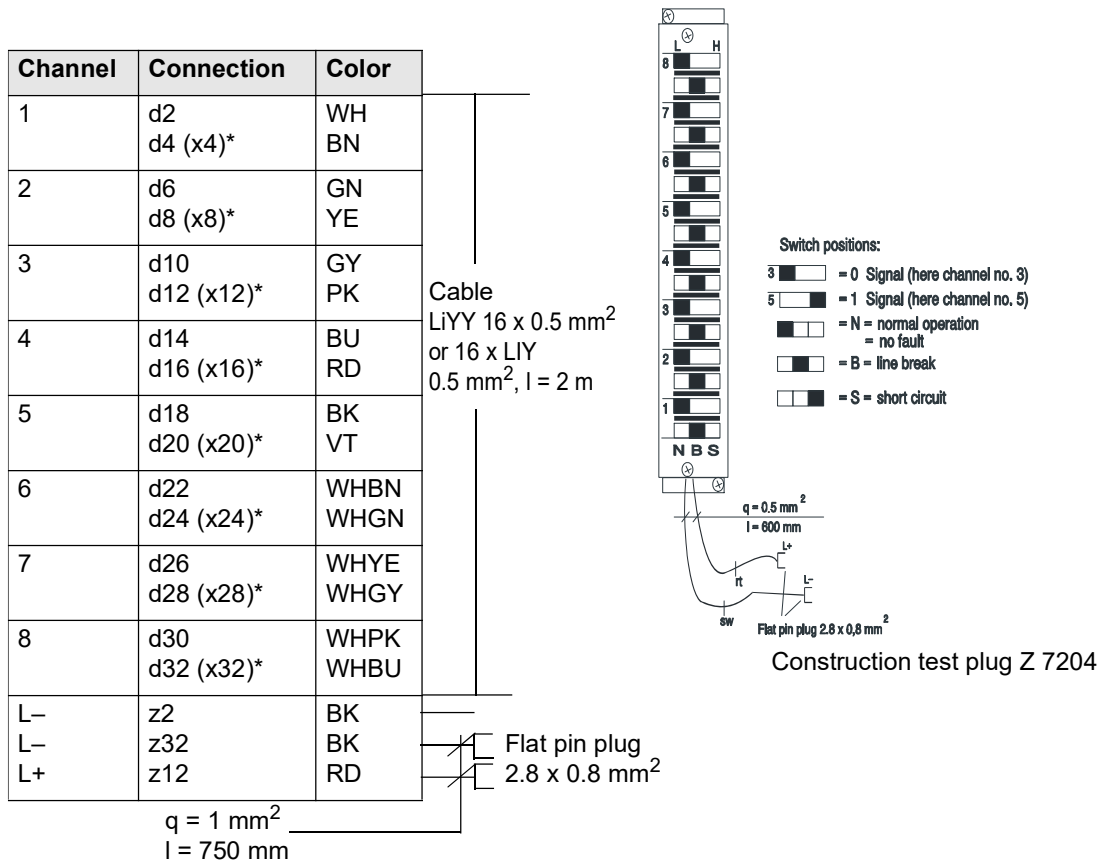 Channel Connection Color
1 d2 WH
d4 (x4)* BN
2 d6 GN
d8 (x8)* YE
3 d10 GY
d12 (x12)* PK
4 d14 BU
d16 (x16)* RD
5 d18 BK
d20 (x20)* VT
6 d22 WHBN
d24 (x24)* WHGN
7 d26 WHYE
d28 (x28)* WHGY
8 d30 WHPK
d32 (x32)* WHBU
L– z2 BK
L– z32 BK
L+ z12 RD
Cable
LiYY 16 x 0.5 mm²
or 16 x LIY
0.5 mm², l = 2 m
Flat pin plug
2.8 x 0.8 mm²
q = 1 mm²
l = 750 mm
L H
8
7
6
5
4
3
2
1
N B S
q = 0.5 mm ²
l = 600 mm
L+
rt
L–
sw
Flat pin plug 2.8 x 0,8 mm ²
Switch positions:
3 = 0 Signal (here channel no. 3)
5 = 1 Signal (here channel no. 5)
= N = normal operation
= no fault
= B = line break
= S = short circuit
Construction test plug Z 7204